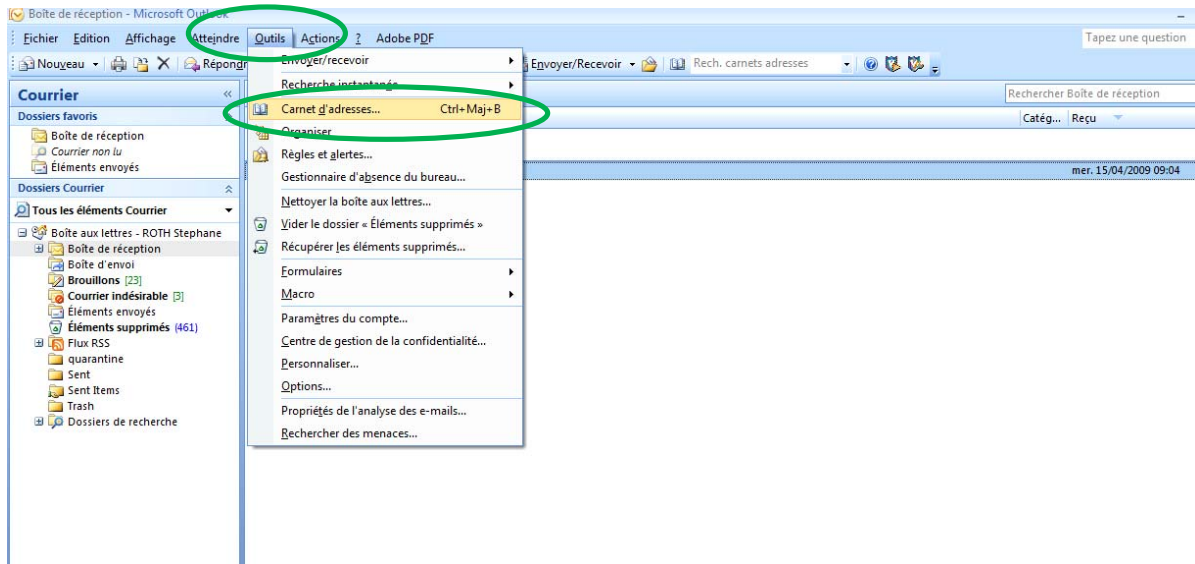 Boîte de réception - Microsoft Outlook
Fichier Edition Affichage Atteindre Outils Actions ? Adobe PDF Tapez une question
Nouveau Répondr Envoyer/Recevoir Rech. carnets adresses
Courrier
Dossiers favoris
Boîte de réception
Courrier non lu
Éléments envoyés
Dossiers Courrier
Tous les éléments Courrier
Boîte aux lettres - ROTH Stephane
Boîte de réception
Boîte d'envoi
Brouillons [23]
Courrier indésirable [3]
Éléments envoyés
Éléments supprimés (461)
Flux RSS
quarantine
Sent
Sent Items
Trash
Dossiers de recherche
Envoyer/recevoir
Recherche instantanée
Carnet d'adresses... Ctrl+Maj+B
Organiser
Règles et alertes...
Gestionnaire d'absence du bureau...
Nettoyer la boîte aux lettres...
Vider le dossier « Éléments supprimés »
Récupérer les éléments supprimés...
Formulaires
Macro
Paramètres du compte...
Centre de gestion de la confidentialité...
Personnaliser...
Options...
Propriétés de l'analyse des e-mails...
Rechercher des menaces...
Rechercher Boîte de réception
Catég... Reçu
mer. 15/04/2009 09:04